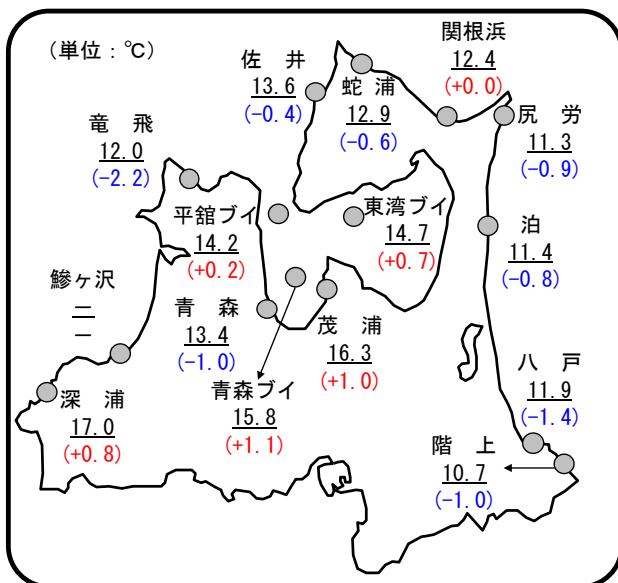 (単位：℃)
関根浜
12.4
(+0.0)
佐 井
13.6
(−0.4)
蛇 浦
12.9
(−0.6)
尻 労
11.3
(−0.9)
竜 飛
12.0
(−2.2)
平舘ブイ
14.2
(+0.2)
東湾ブイ
14.7
(+0.7)
泊
11.4
(−0.8)
鰺ヶ沢
―
―
青 森
13.4
(−1.0)
茂 浦
16.3
(+1.0)
八 戸
11.9
(−1.4)
青森ブイ
15.8
(+1.1)
深 浦
17.0
(+0.8)
階 上
10.7
(−1.0)